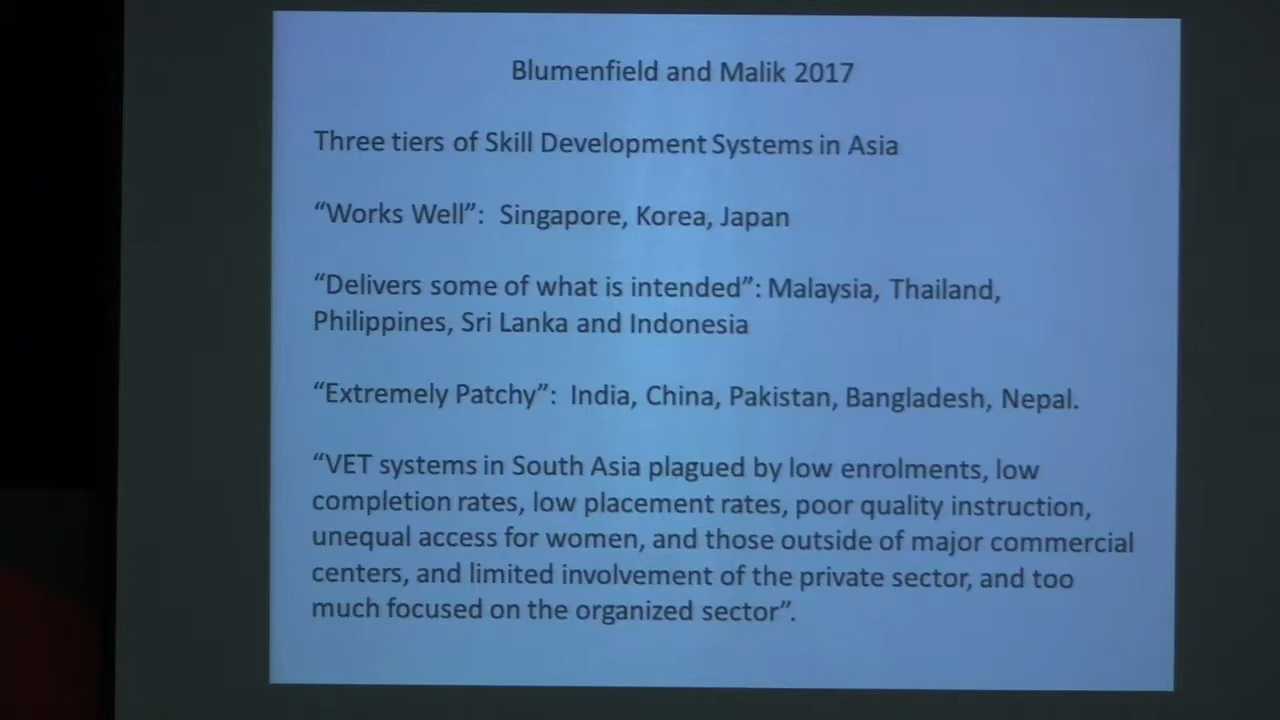 Blumenfield and Malik 2017
Three tiers of Skill Development Systems in Asia
“Works Well”: Singapore, Korea, Japan
“Delivers some of what is intended”: Malaysia, Thailand,
Philippines, Sri Lanka and Indonesia
“Extremely Patchy”: India, China, Pakistan, Bangladesh, Nepal.
“VET systems in South Asia plagued by low enrolments, low
completion rates, low placement rates, poor quality instruction,
unequal access for women, and those outside of major commercial
centers, and limited involvement of the private sector, and too
much focused on the organized sector”.